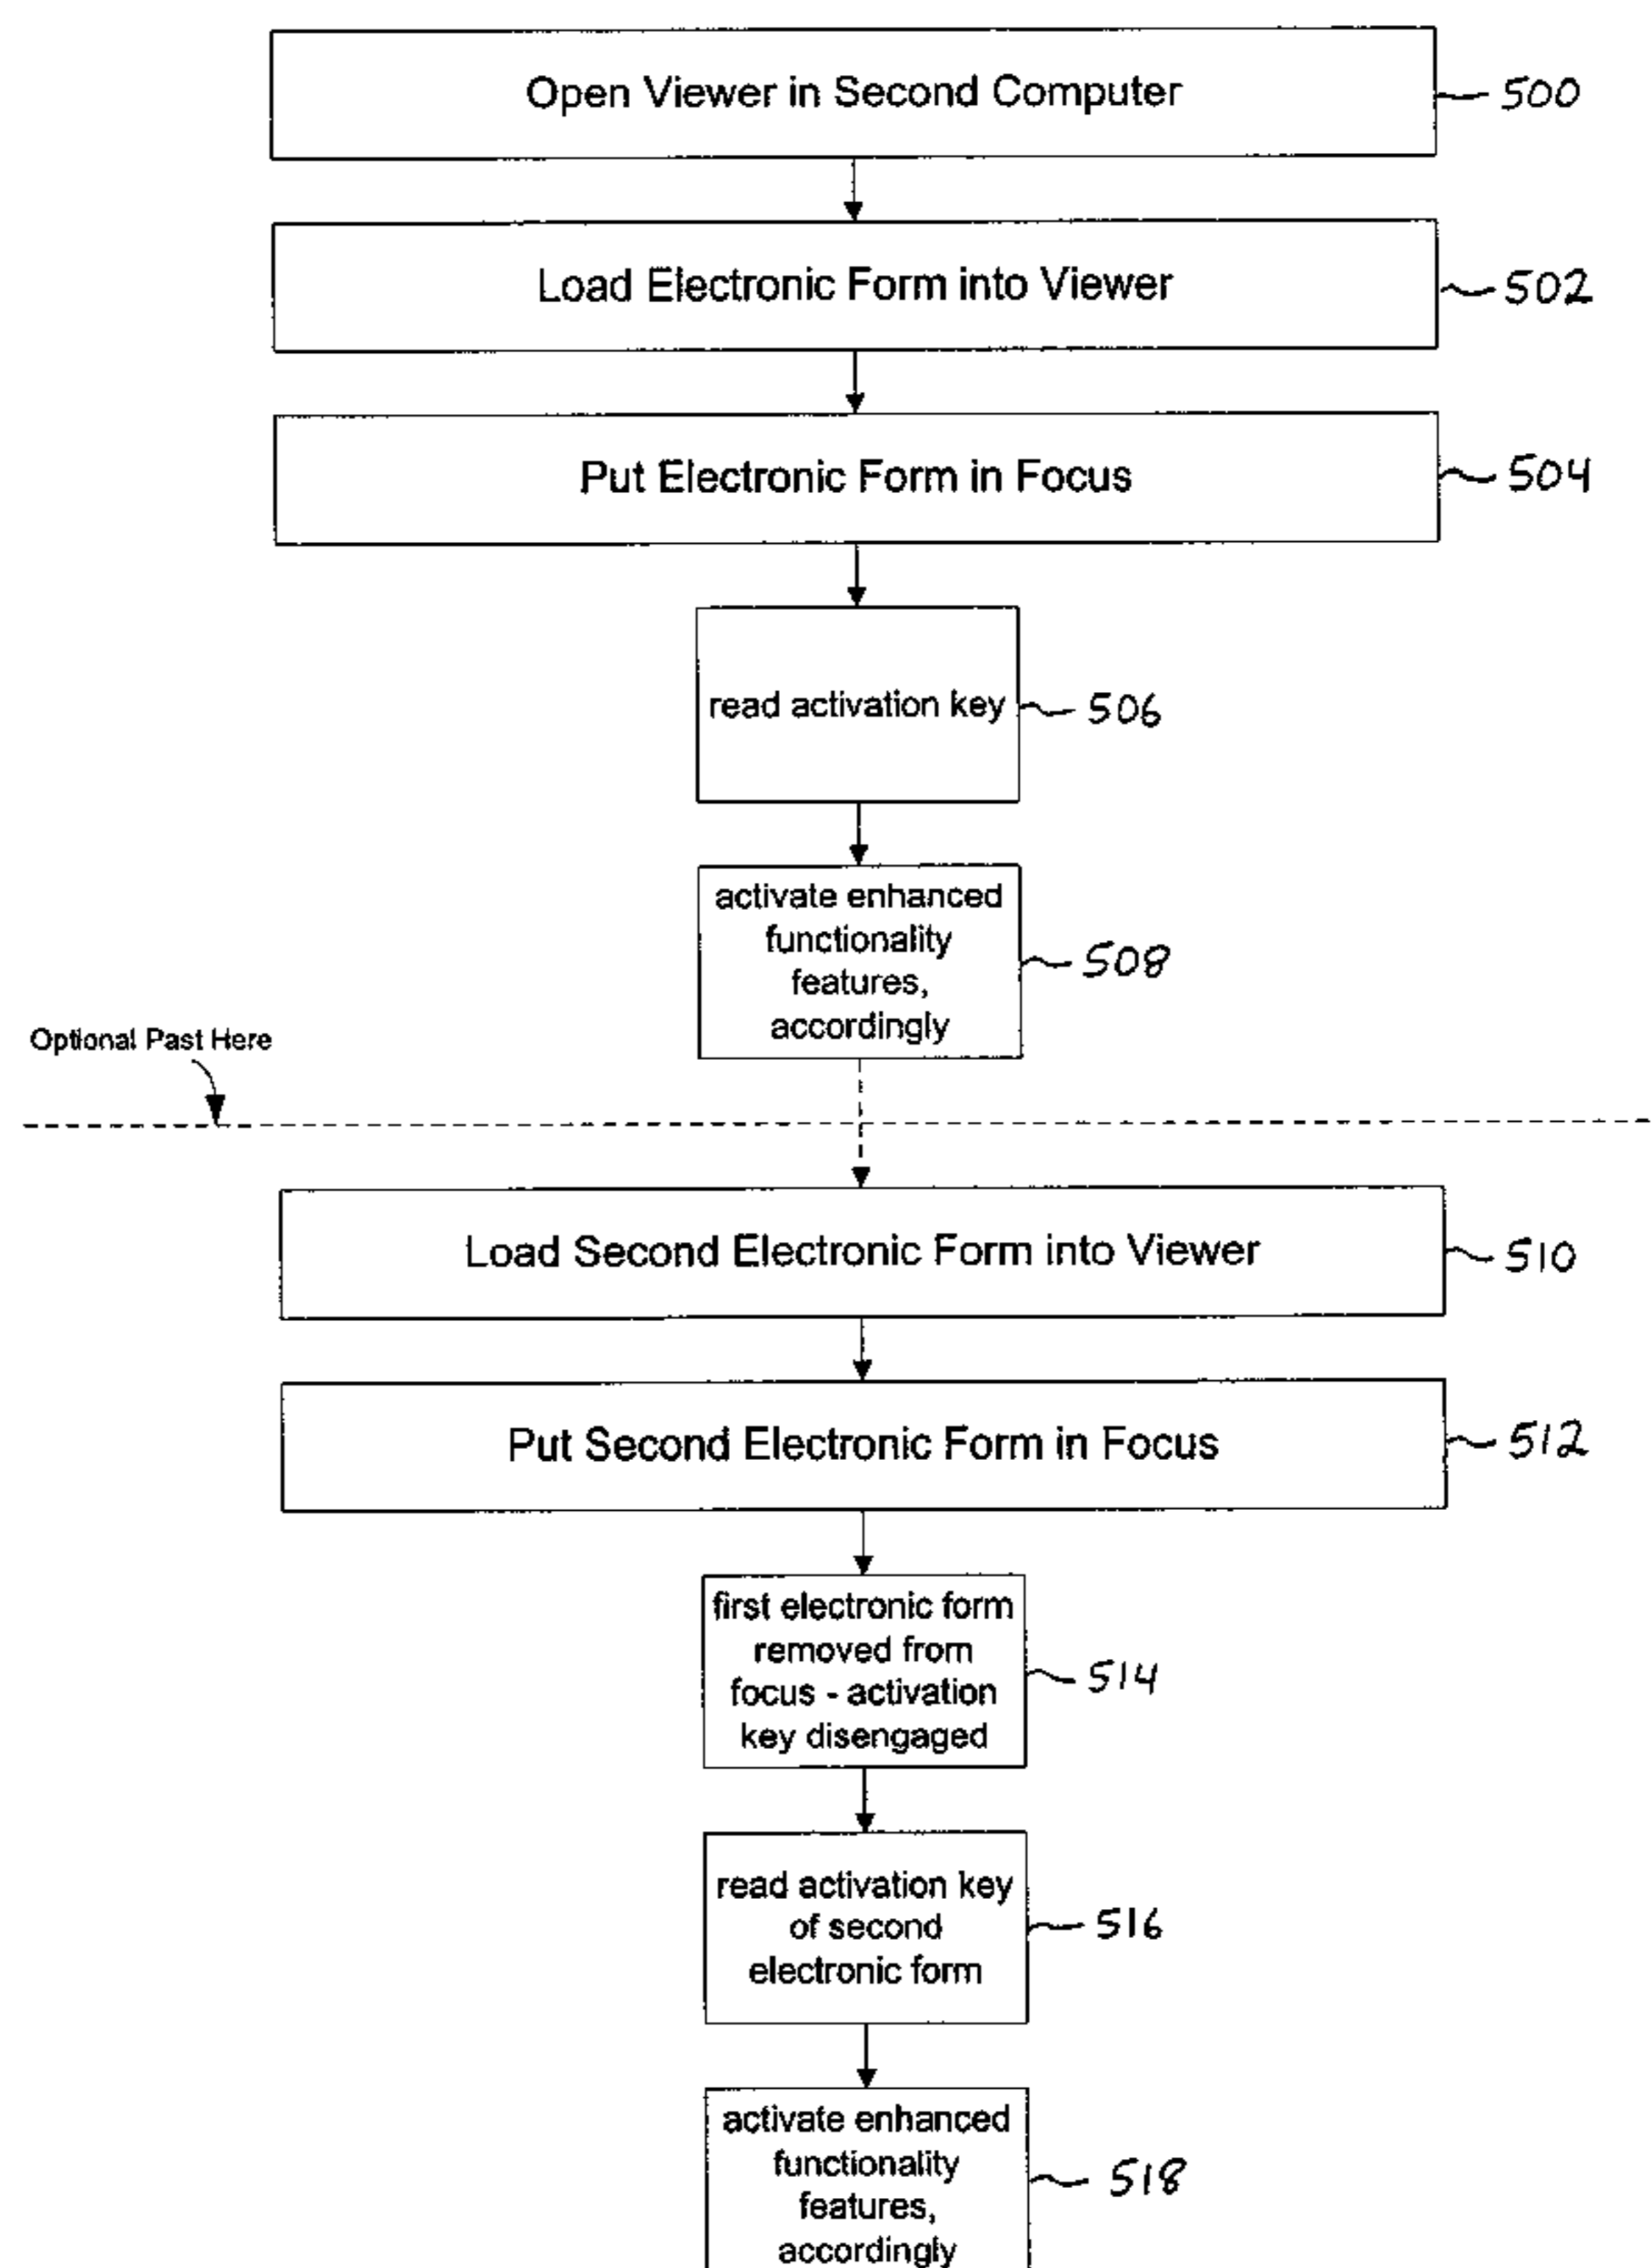 Open Viewer in Second Computer
500
Load Electronic Form into Viewer
502
Put Electronic Form in Focus
504
read activation key
506
activate enhanced
functionality
features,
accordingly
508
Optional Past Here
Load Second Electronic Form into Viewer
510
Put Second Electronic Form in Focus
512
first electronic form
removed from
focus - activation
key disengaged
514
read activation key
of second
electronic form
516
activate enhanced
functionality
features,
accordingly
518